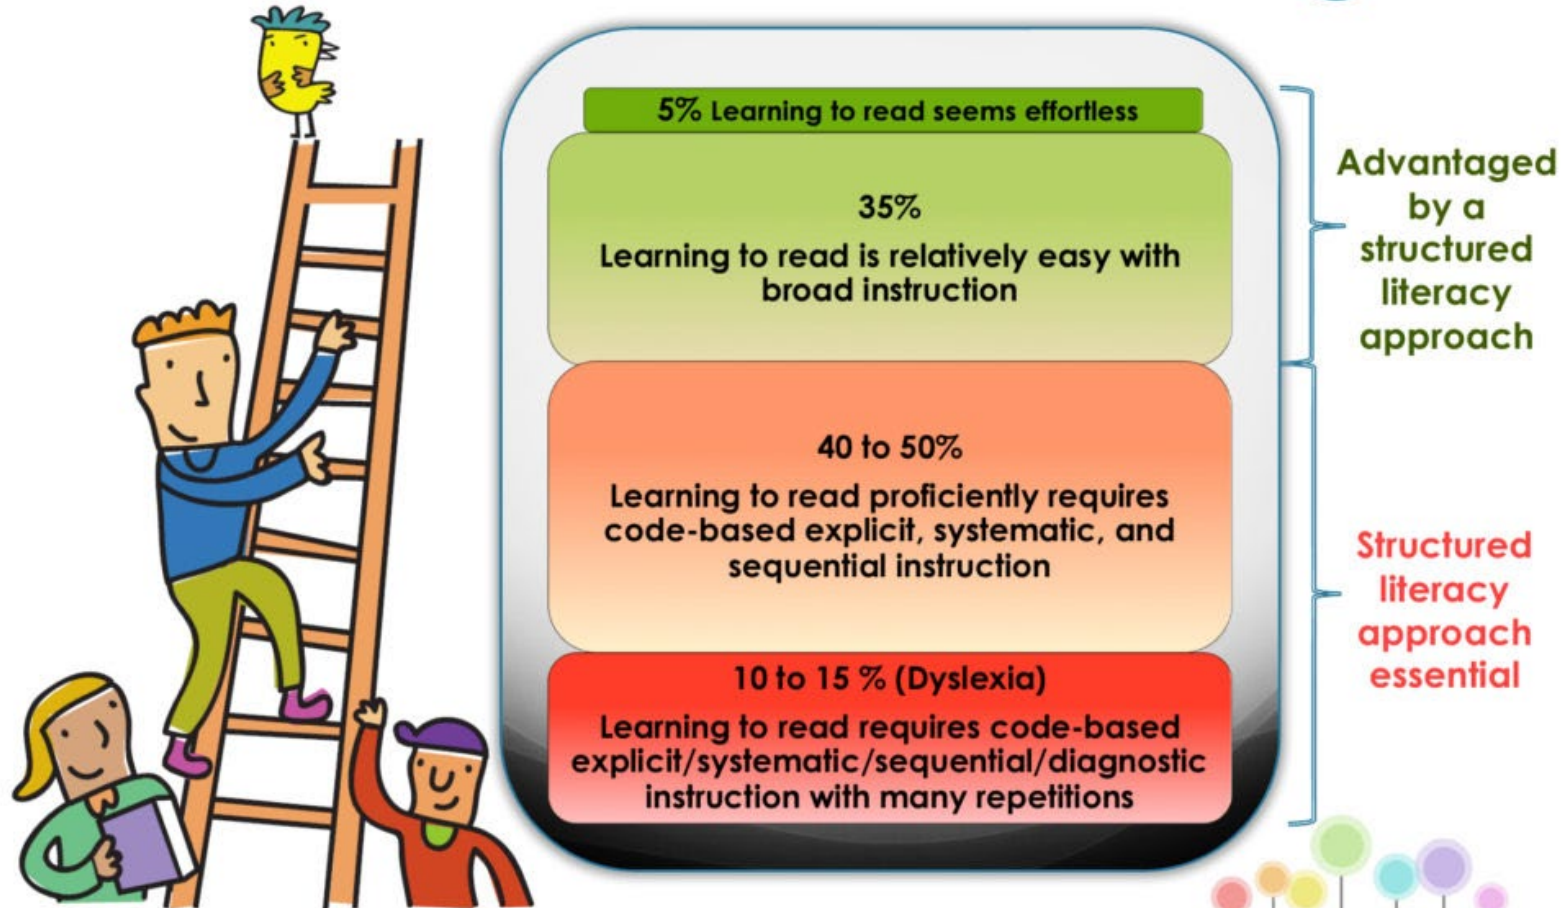 5% Learning to read seems effortless
35%
Learning to read is relatively easy with
broad instruction
40 to 50%
Learning to read proficiently requires
code-based explicit, systematic, and
sequential instruction
10 to 15 % (Dyslexia)
Learning to read requires code-based
explicit/systematic/sequential/diagnostic
instruction with many repetitions
Advantaged
by a
structured
literacy
approach
Structured
literacy
approach
essential